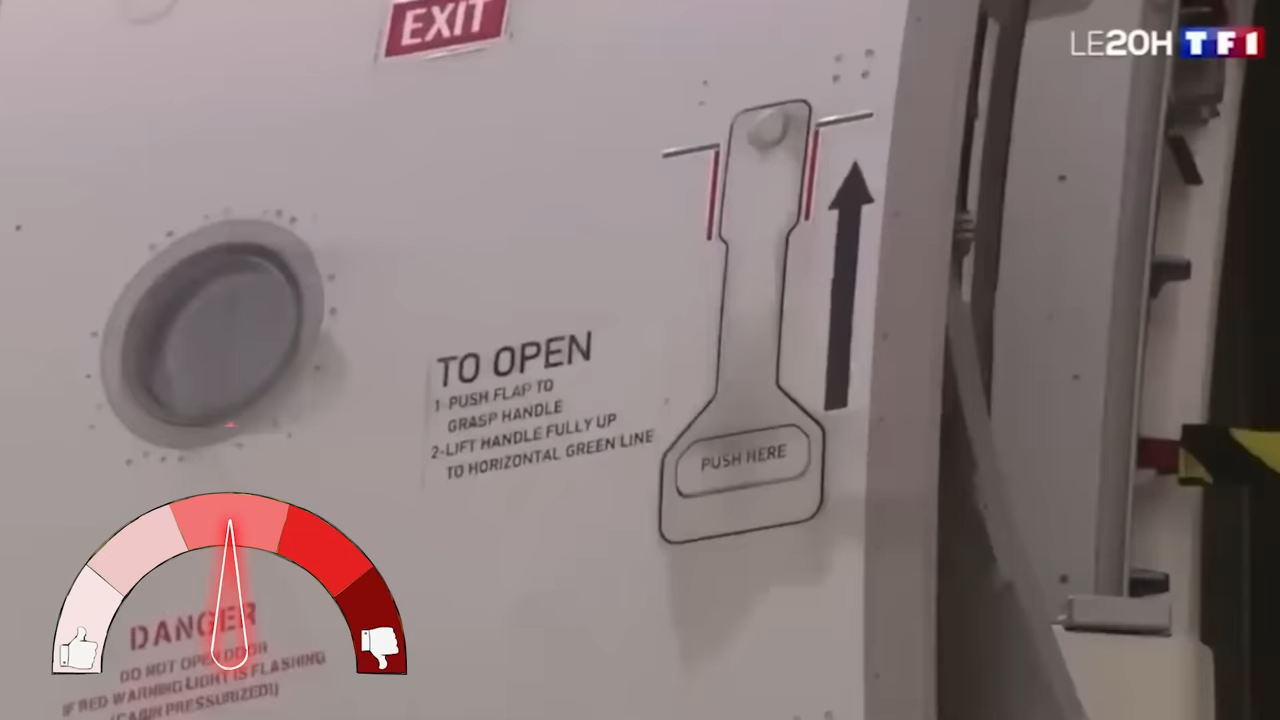 EXIT
LE20H TF1
TO OPEN
1-PUSH FLAP TO
GRASP HANDLE
2-LIFT HANDLE FULLY UP
TO HORIZONTAL GREEN LINE
PUSH HERE
DANGER
DO NOT OPEN DOOR
IF RED WARNING LIGHT IS FLASHING
(CABIN PRESSURIZED!)